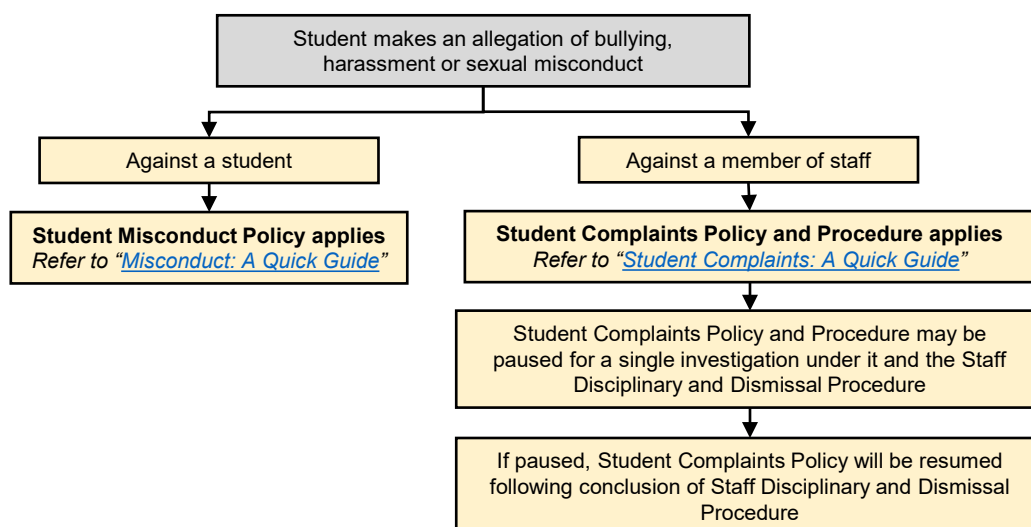 Student makes an allegation of bullying,
harassment or sexual misconduct
Against a student
Against a member of staff
Student Misconduct Policy applies
Refer to “Misconduct: A Quick Guide”
Student Complaints Policy and Procedure applies
Refer to “Student Complaints: A Quick Guide”
Student Complaints Policy and Procedure may be
paused for a single investigation under it and the Staff
Disciplinary and Dismissal Procedure
If paused, Student Complaints Policy will be resumed
following conclusion of Staff Disciplinary and Dismissal
Procedure